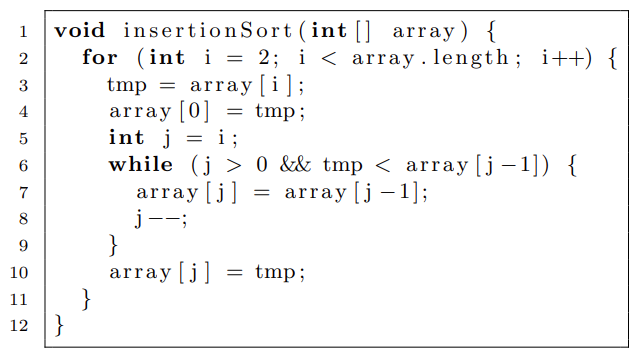 1 void insertionSort(int[] array) {
2 for (int i = 2; i < array.length; i++) {
3 tmp = array[i];
4 array[0] = tmp;
5 int j = i;
6 while (j > 0 && tmp < array[j-1]) {
7 array[j] = array[j-1];
8 j--;
9 }
10 array[j] = tmp;
11 }
12 }